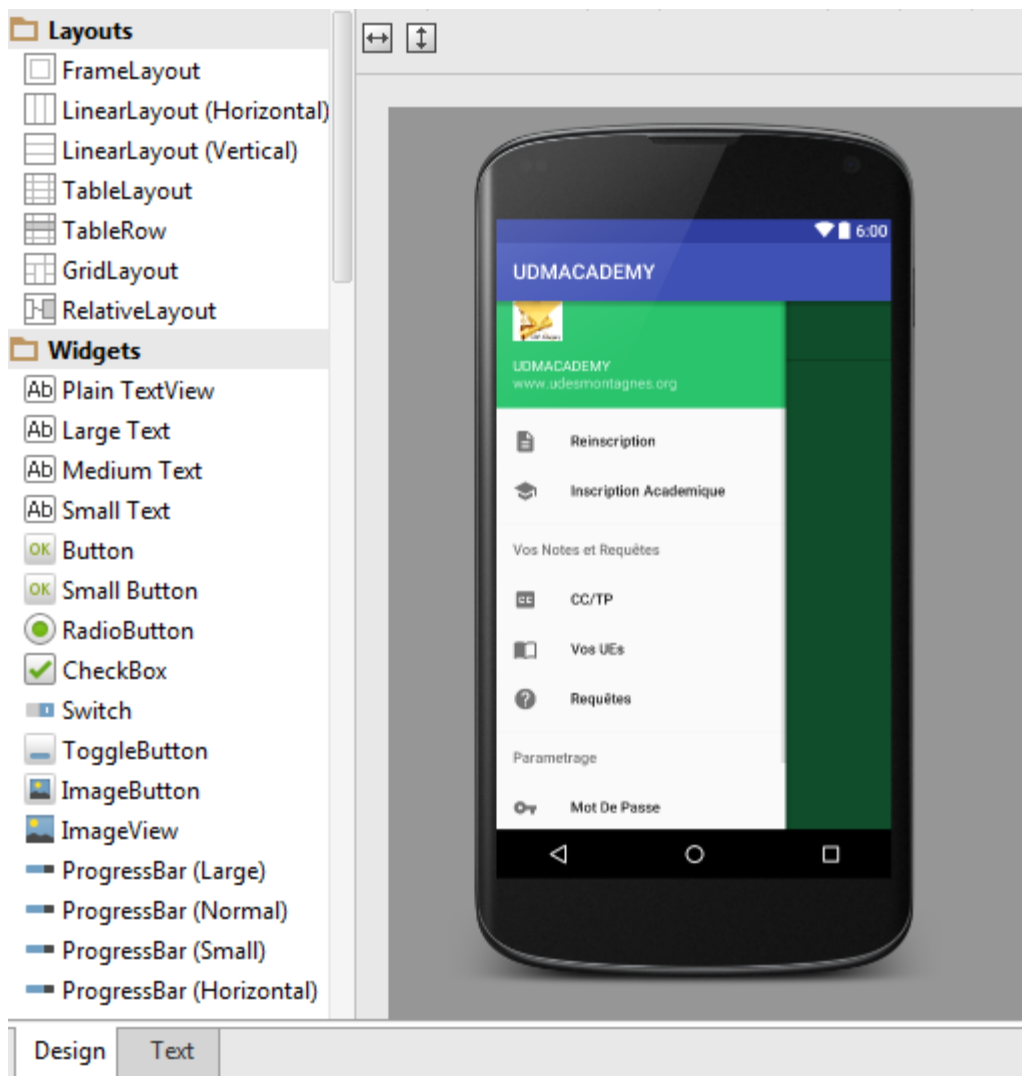 Layouts
FrameLayout
LinearLayout (Horizontal)
LinearLayout (Vertical)
TableLayout
TableRow
GridLayout
RelativeLayout
Widgets
Ab Plain TextView
Ab Large Text
Ab Medium Text
Ab Small Text
OK Button
OK Small Button
RadioButton
CheckBox
Switch
ToggleButton
ImageButton
ImageView
ProgressBar (Large)
ProgressBar (Normal)
ProgressBar (Small)
ProgressBar (Horizontal)
Design Text
6:00
UDMACADEMY
UDMACADEMY
www.udesmontagnes.org
Reinscription
Inscription Academique
Vos Notes et Requêtes
CC CC/TP
Vos UEs
? Requêtes
Parametrage
Mot De Passe